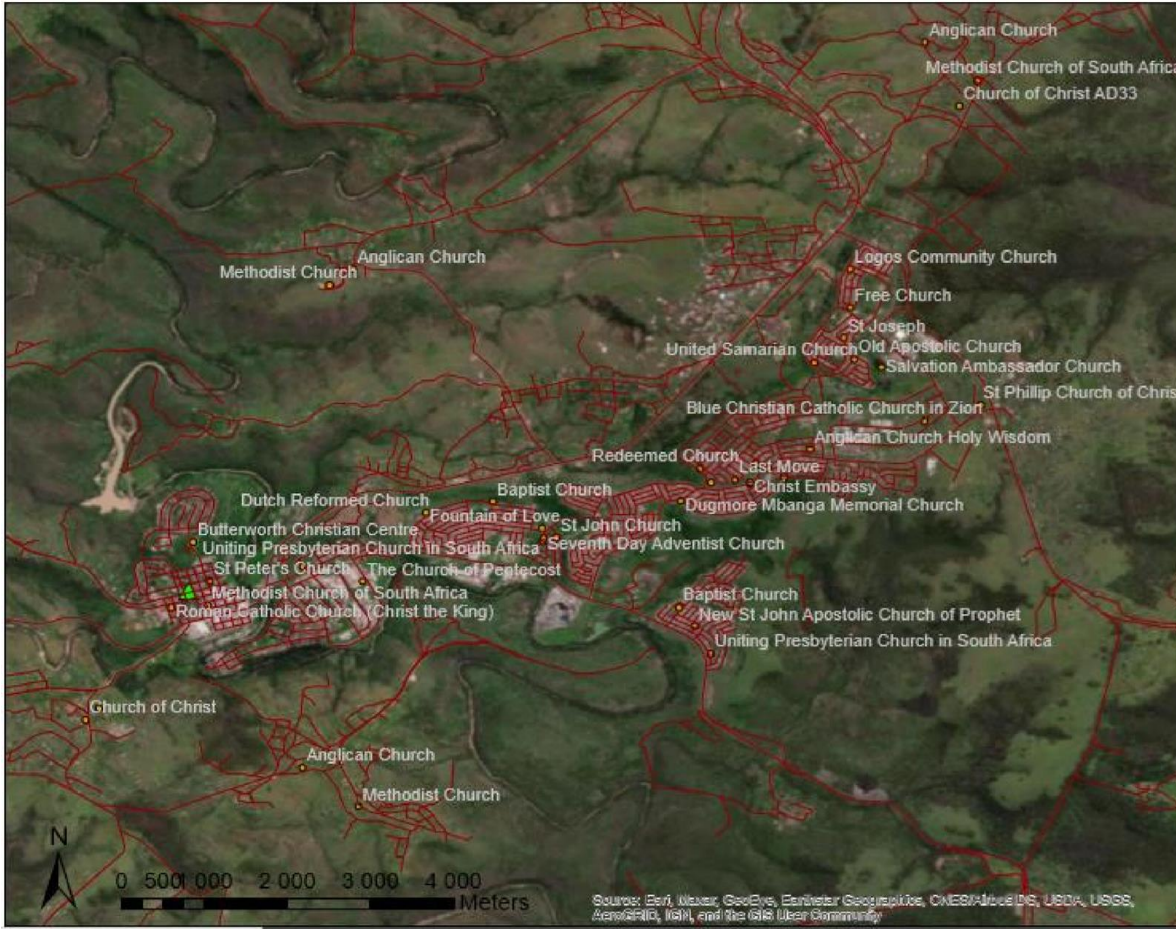 Anglican Church
Methodist Church of South Africa
Church of Christ AD33
Anglican Church
Methodist Church
Logos Community Church
Free Church
St Joseph
United Samarian Church
Old Apostolic Church
Salvation Ambassador Church
St Phillip Church of Chris
Blue Christian Catholic Church in Zion
Anglican Church Holy Wisdom
Redeemed Church
Last Move
Christ Embassy
Dutch Reformed Church
Baptist Church
Dugmore Mbanga Memorial Church
Fountain of Love
St John Church
Butterworth Christian Centre
Uniting Presbyterian Church in South Africa
Seventh Day Adventist Church
St Peter's Church
The Church of Pentecost
Methodist Church of South Africa
Roman Catholic Church (Christ the King)
Baptist Church
New St John Apostolic Church of Prophet
Uniting Presbyterian Church in South Africa
Church of Christ
Anglican Church
Methodist Church
N
0 500 1 000 2 000 3 000 4 000
Meters
Source: Esri, Maxar, GeoEye, Earthstar Geographics, CNES/Airbus DS, USDA, USGS,
AeroGRID, IGN, and the GIS User Community